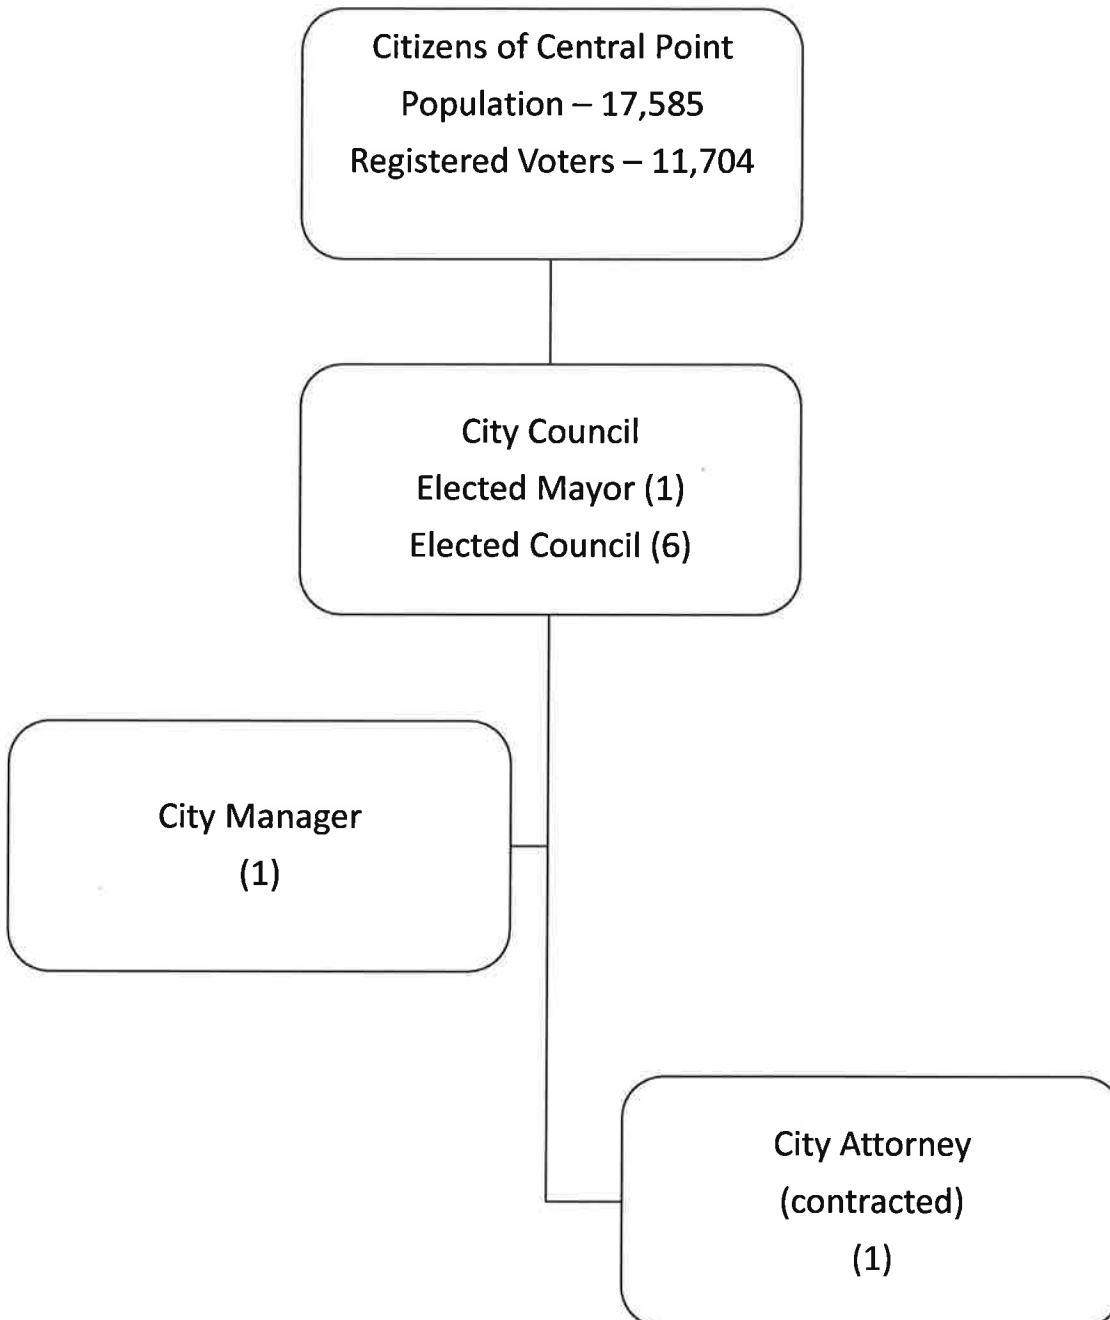 Citizens of Central Point
Population – 17,585
Registered Voters – 11,704
City Council
Elected Mayor (1)
Elected Council (6)
City Manager
(1)
City Attorney
(contracted)
(1)